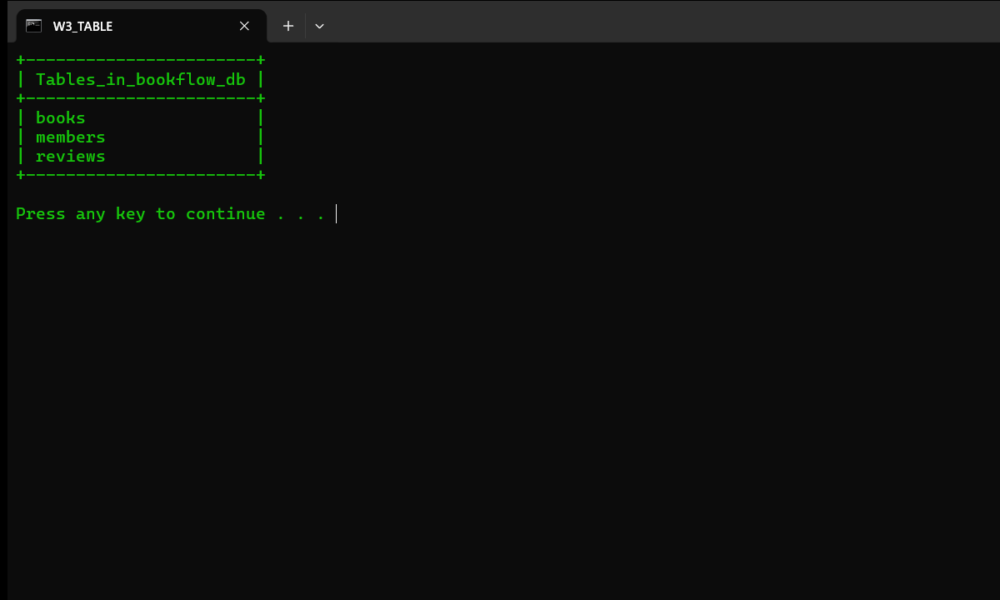 W3_TABLE
+-----------------------+
| Tables_in_bookflow_db |
+-----------------------+
| books                 |
| members               |
| reviews               |
+-----------------------+
Press any key to continue . . .